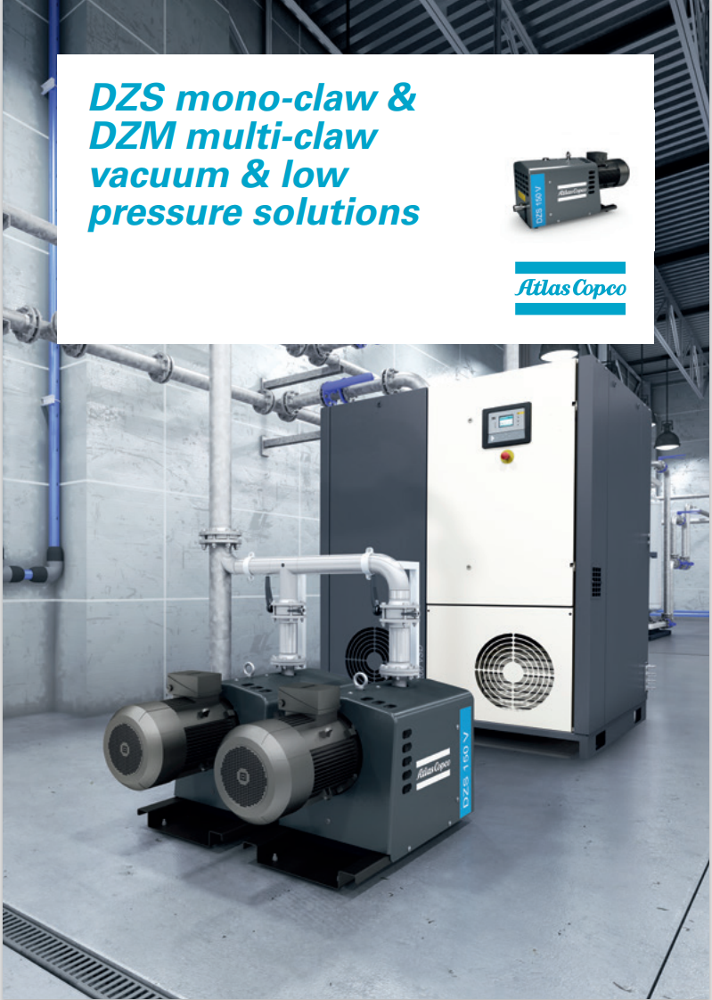 DZS mono-claw &
DZM multi-claw
vacuum & low
pressure solutions
Atlas Copco
DZS 150 V
Atlas Copco
Atlas Copco
DZS 150 V